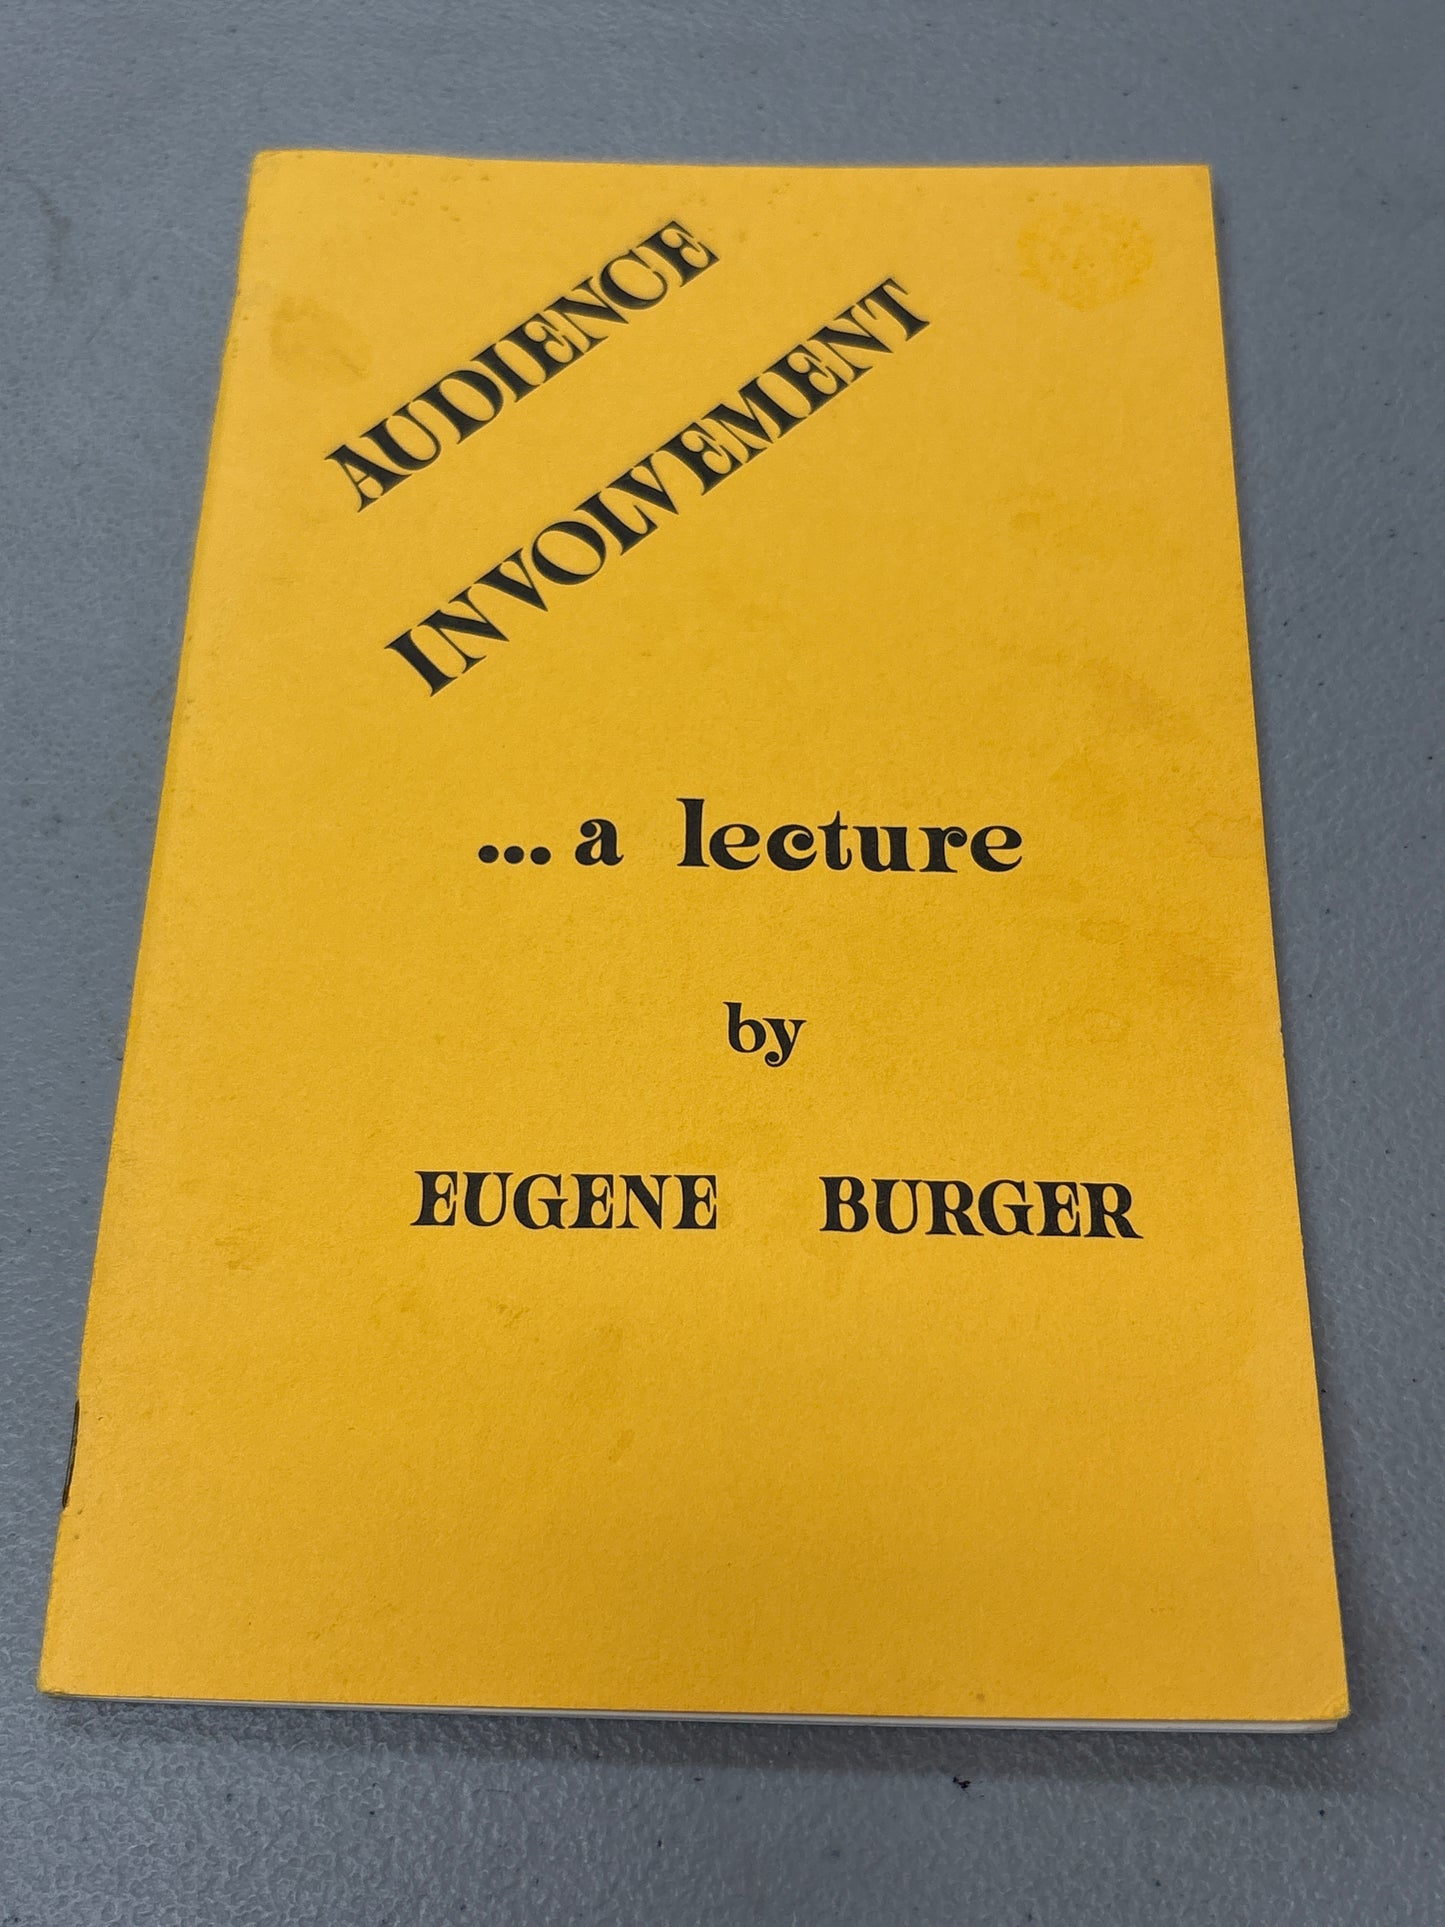 AUDIENCE
INVOLVEMENT
...a lecture
by
EUGENE BURGER